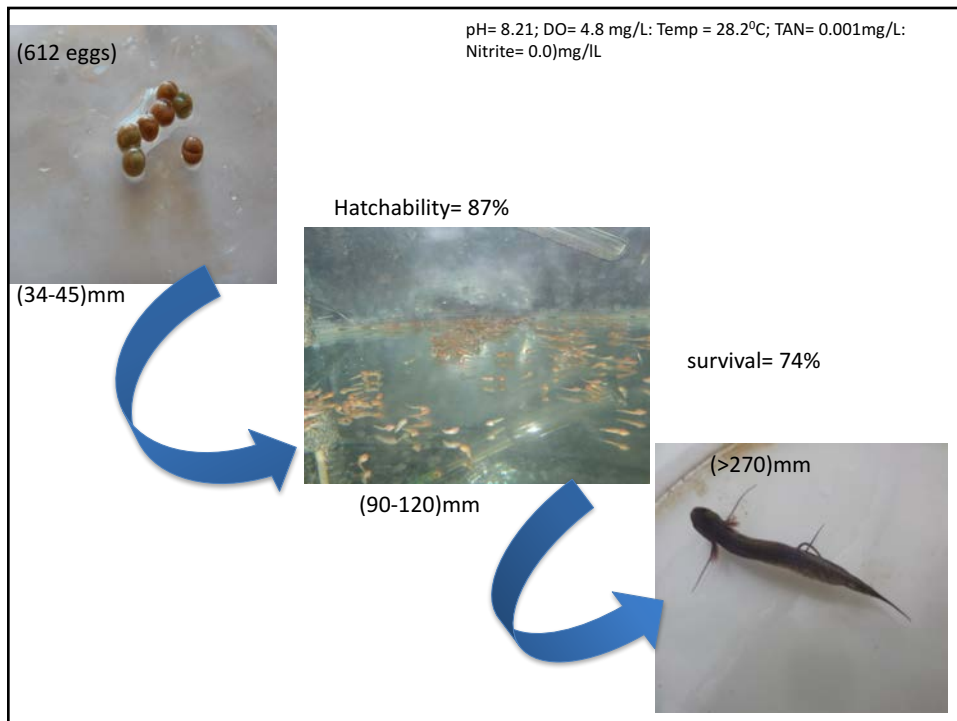 pH= 8.21; DO= 4.8 mg/L: Temp = 28.2⁰C; TAN= 0.001mg/L:
Nitrite= 0.0)mg/lL
(612 eggs)
Hatchability= 87%
(34-45)mm
survival= 74%
(>270)mm
(90-120)mm